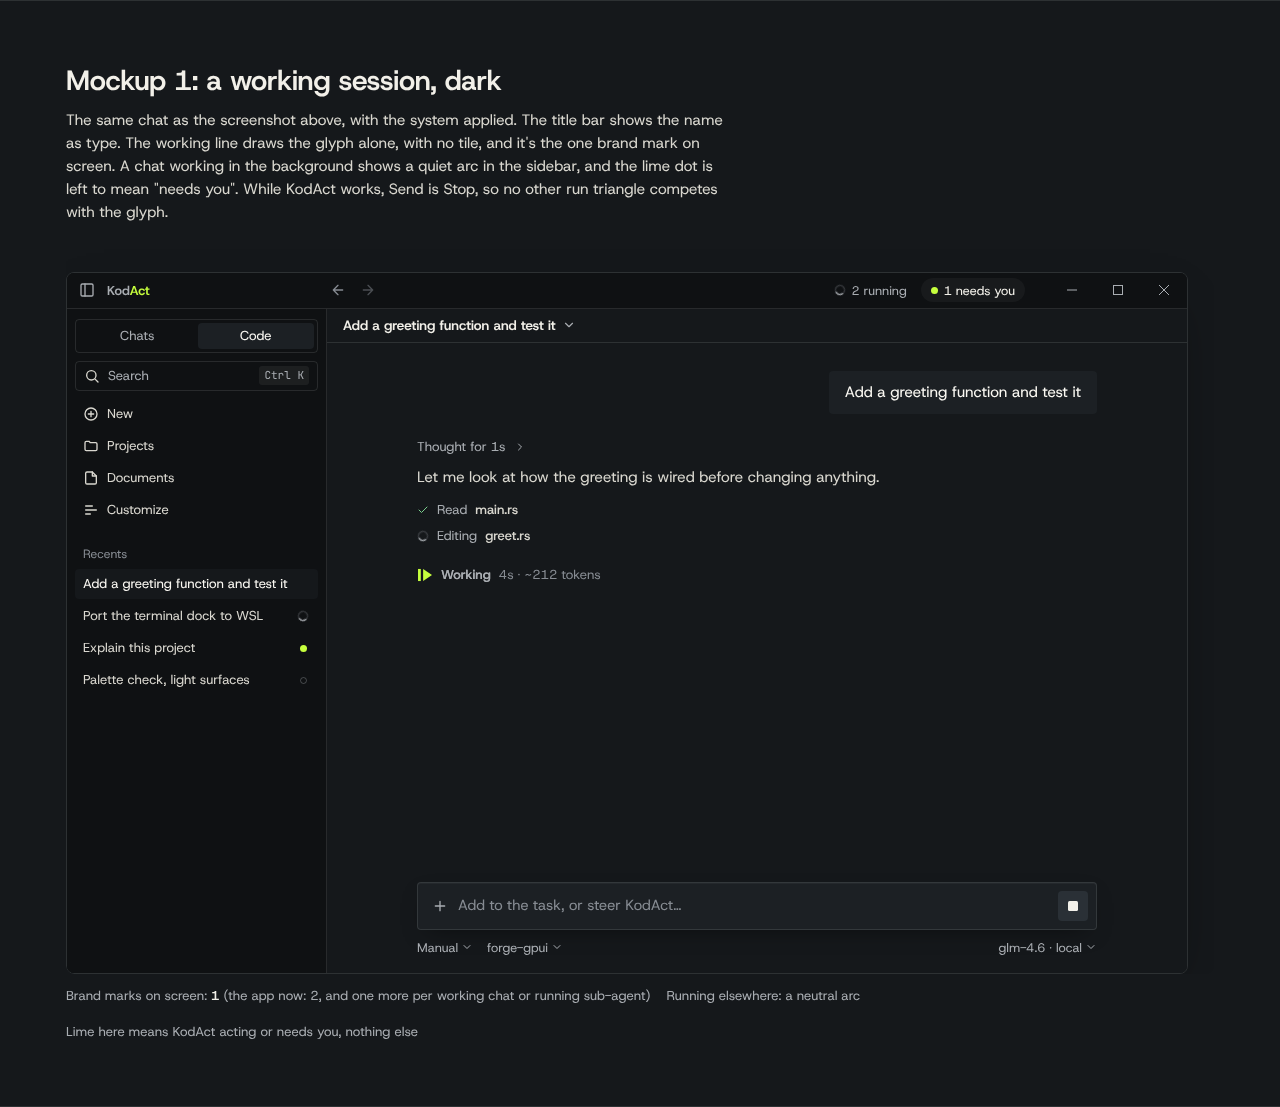 Mockup 1: a working session, dark
The same chat as the screenshot above, with the system applied. The title bar shows the name
as type. The working line draws the glyph alone, with no tile, and it's the one brand mark on
screen. A chat working in the background shows a quiet arc in the sidebar, and the lime dot is
left to mean "needs you". While KodAct works, Send is Stop, so no other run triangle competes
with the glyph.
KodAct
2 running
1 needs you
Chats
Code
Search
Ctrl K
New
Projects
Documents
Customize
Recents
Add a greeting function and test it
Port the terminal dock to WSL
Explain this project
Palette check, light surfaces
Add a greeting function and test it
Add a greeting function and test it
Thought for 1s
Let me look at how the greeting is wired before changing anything.
Read main.rs
Editing greet.rs
Working 4s · ~212 tokens
Add to the task, or steer KodAct…
Manual
forge-gpui
glm-4.6 · local
Brand marks on screen: 1 (the app now: 2, and one more per working chat or running sub-agent)
Running elsewhere: a neutral arc
Lime here means KodAct acting or needs you, nothing else